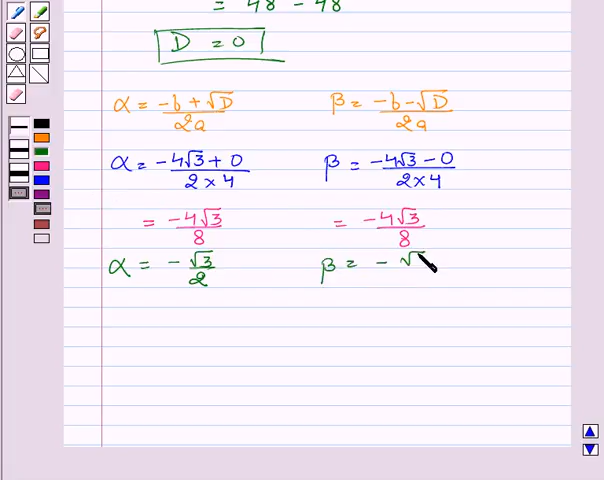 = 48 - 48
D = 0
α = -b + √D / 2a β = -b - √D / 2a
α = -4√3 + 0 / 2 × 4 β = -4√3 - 0 / 2 × 4
= -4√3 / 8 = -4√3 / 8
α = - √3 / 2 β = - √